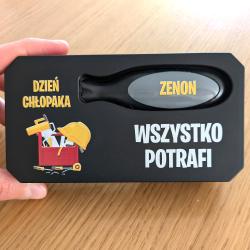 DZIEŃ
CHŁOPAKA
ZENON
WSZYSTKO
POTRAFI